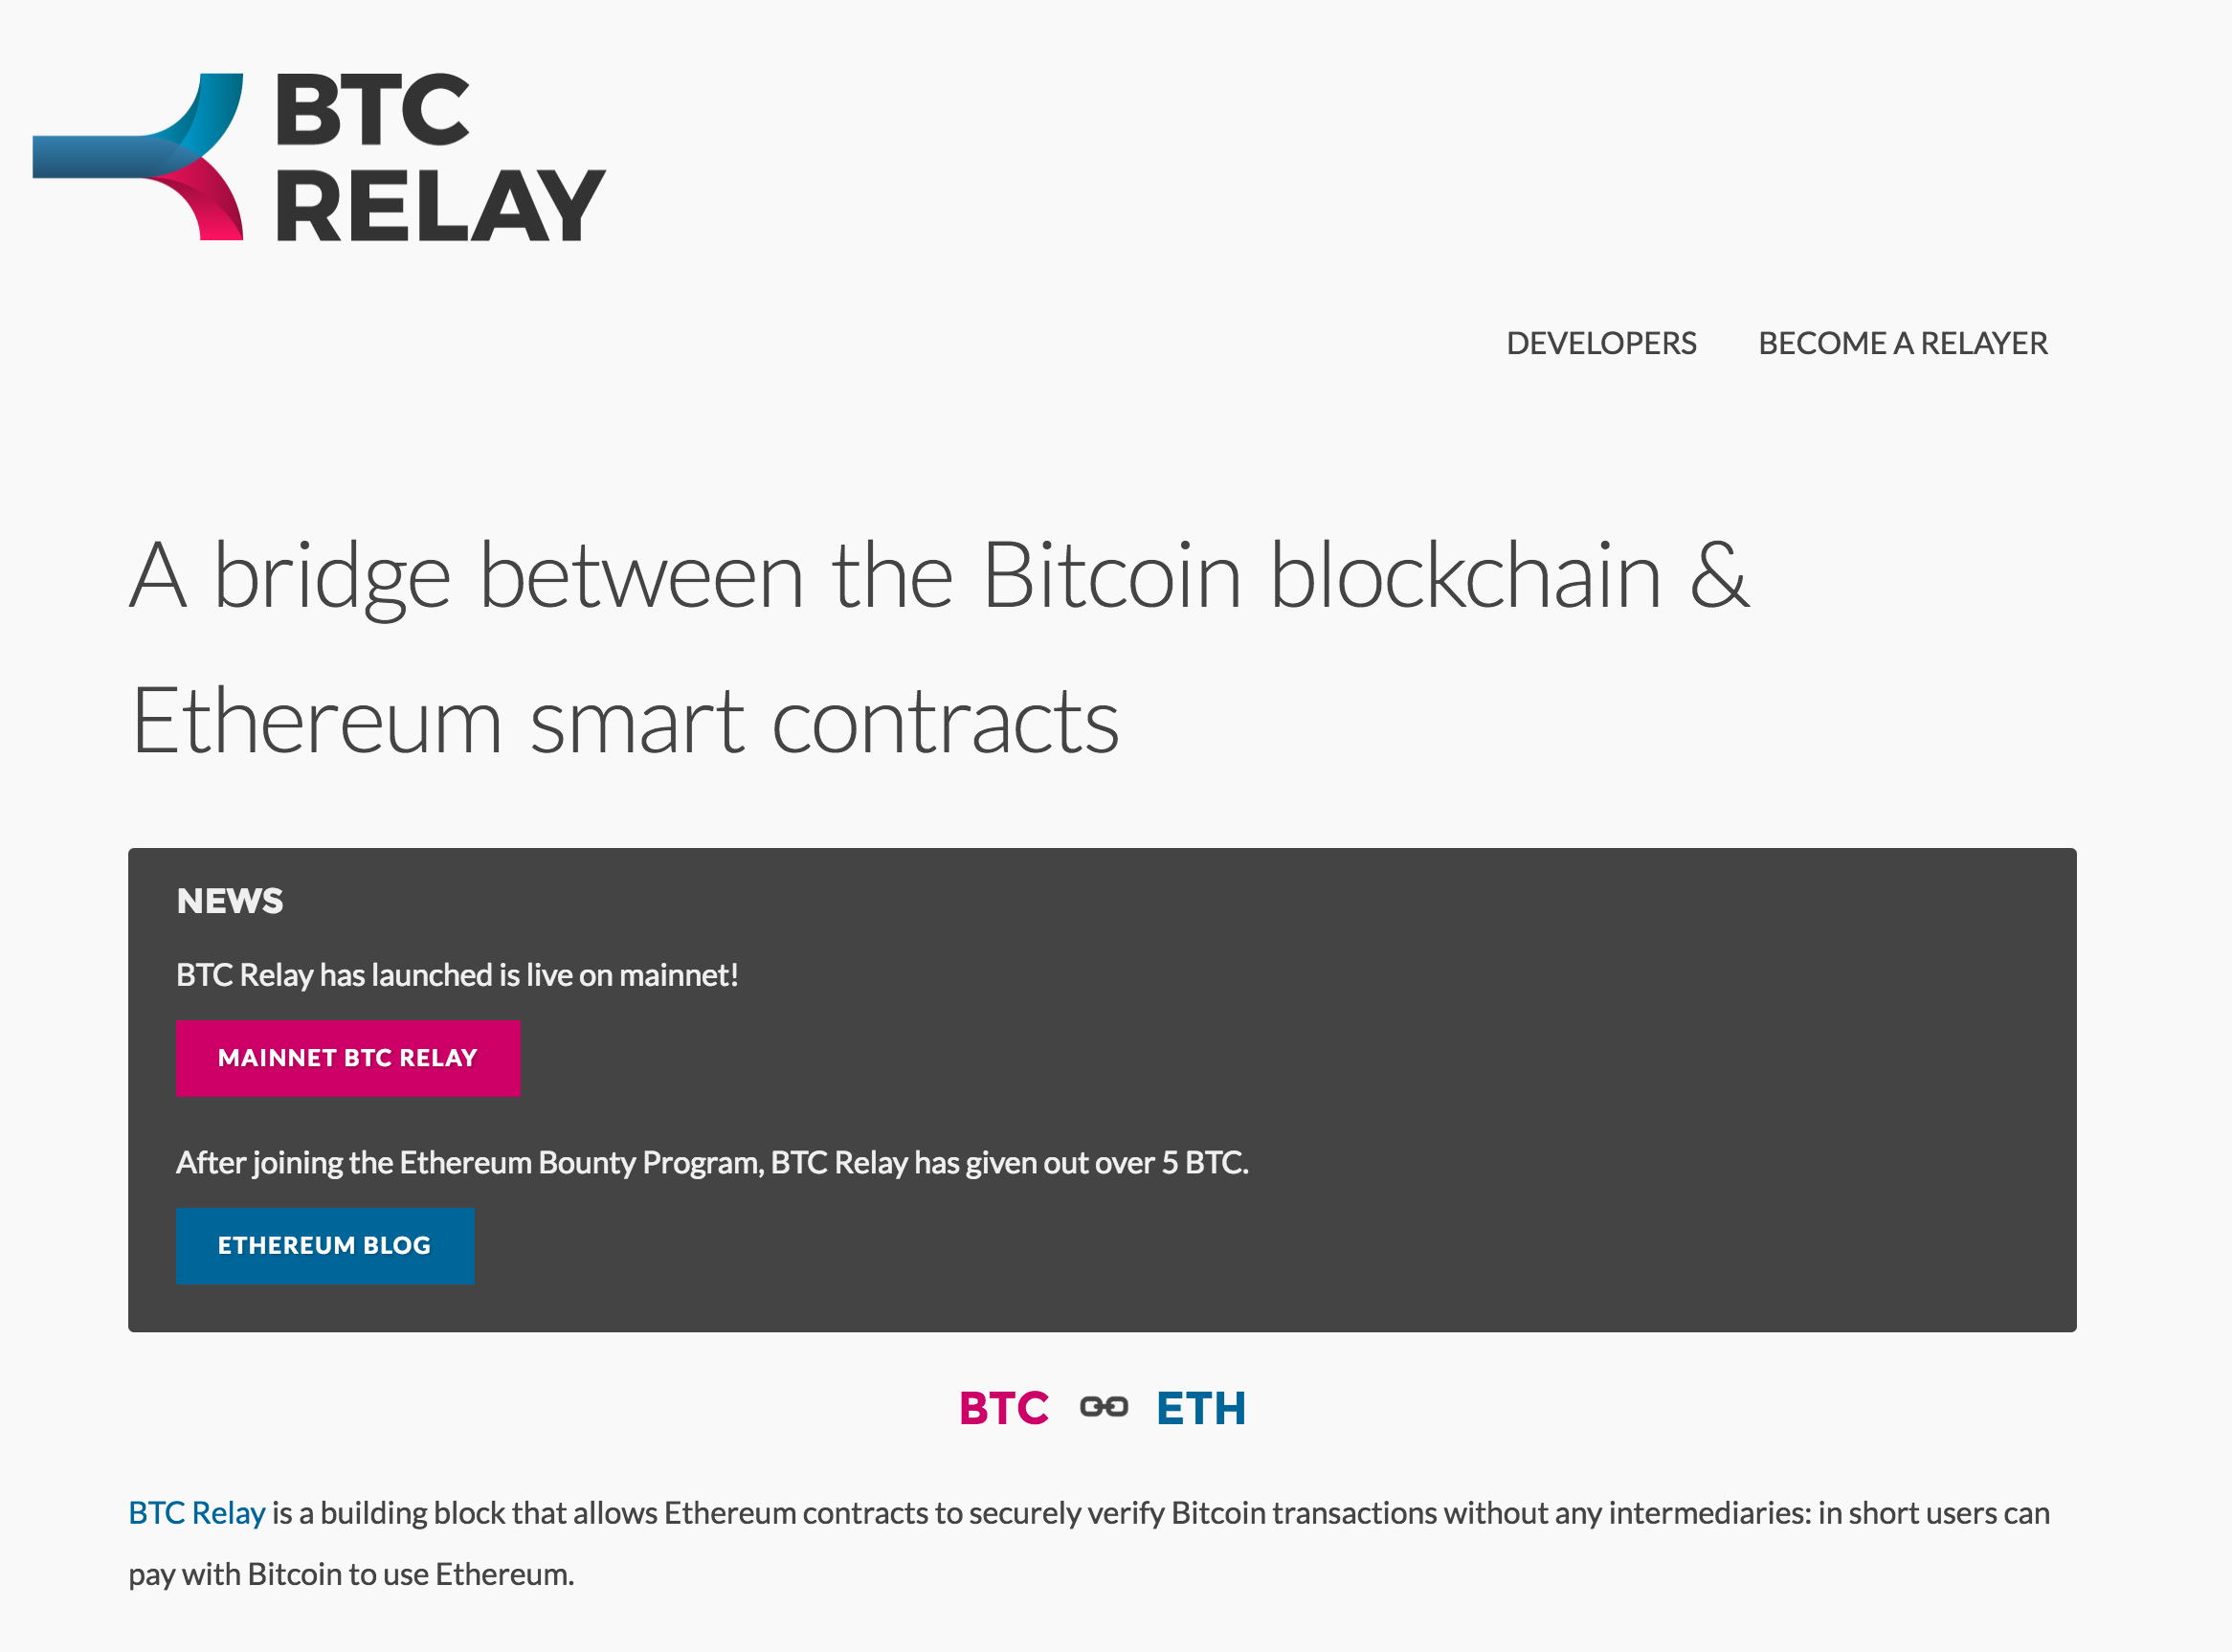 BTC
RELAY
DEVELOPERS BECOME A RELAYER
A bridge between the Bitcoin blockchain &
Ethereum smart contracts
NEWS
BTC Relay has launched is live on mainnet!
MAINNET BTC RELAY
After joining the Ethereum Bounty Program, BTC Relay has given out over 5 BTC.
ETHEREUM BLOG
BTC ETH
BTC Relay is a building block that allows Ethereum contracts to securely verify Bitcoin transactions without any intermediaries: in short users can
pay with Bitcoin to use Ethereum.